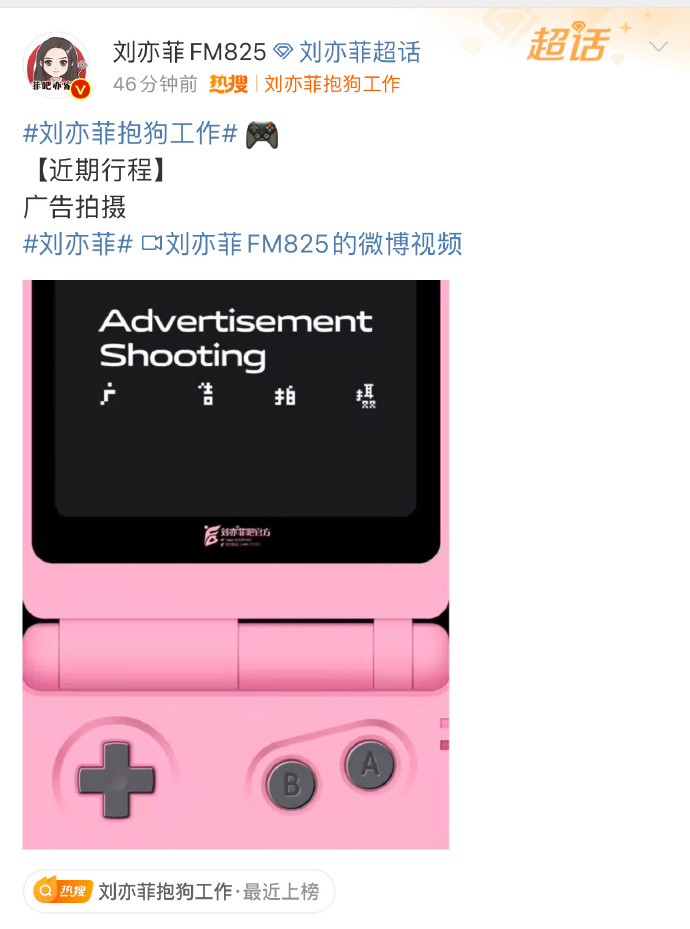 刘亦菲FM825 刘亦菲超话
超话
46分钟前 热搜 刘亦菲抱狗工作
#刘亦菲抱狗工作#
【近期行程】
广告拍摄
#刘亦菲# 刘亦菲FM825的微博视频
Advertisement
Shooting
广 告 拍 摄
刘亦菲吧官方
B A
热搜 刘亦菲抱狗工作·最近上榜